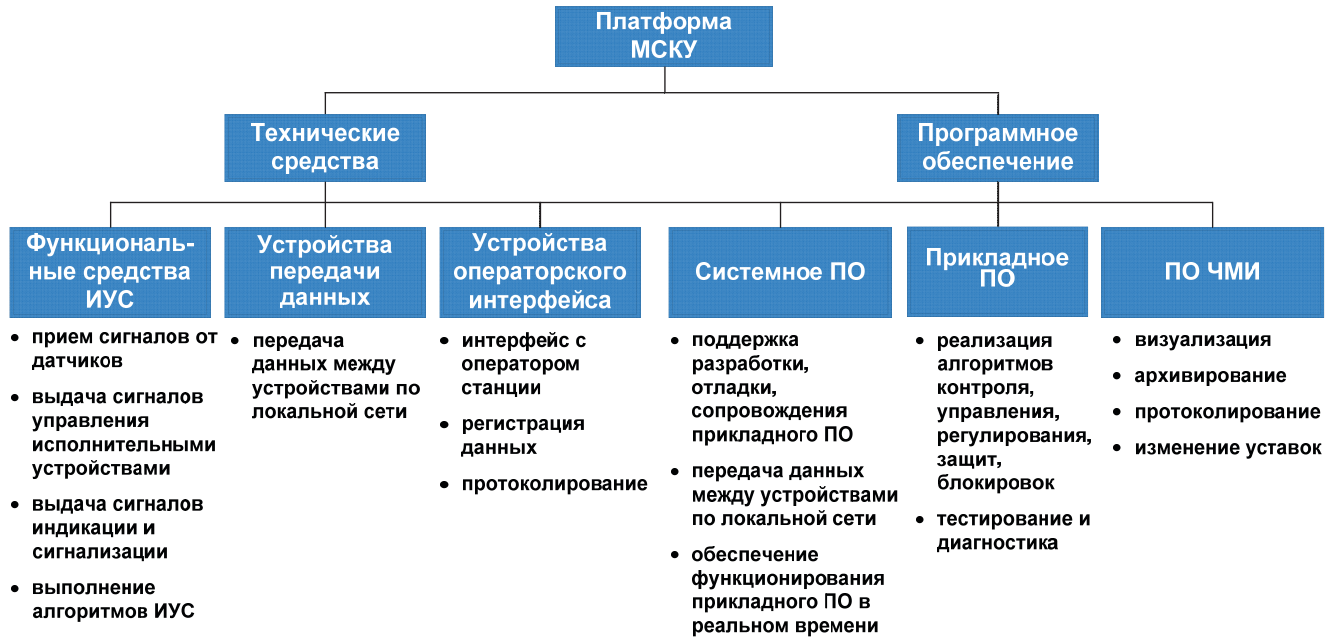 Платформа
МСКУ
Технические
средства
Программное
обеспечение
Функциональ-
ные средства
ИУС
Устройства
передачи
данных
Устройства
операторского
интерфейса
Системное ПО
Прикладное
ПО
ПО ЧМИ
• прием сигналов от
датчиков
• выдача сигналов
управления
исполнительными
устройствами
• выдача сигналов
индикации и
сигнализации
• выполнение
алгоритмов ИУС
• передача
данных между
устройствами по
локальной сети
• интерфейс с
оператором
станции
• регистрация
данных
• протоколирование
• поддержка
разработки,
отладки,
сопровождения
прикладного ПО
• передача данных
между устройствами
по локальной сети
• обеспечение
функционирования
прикладного ПО в
реальном времени
• реализация
алгоритмов
контроля,
управления,
регулирования,
защит,
блокировок
• тестирование и
диагностика
• визуализация
• архивирование
• протоколирование
• изменение уставок